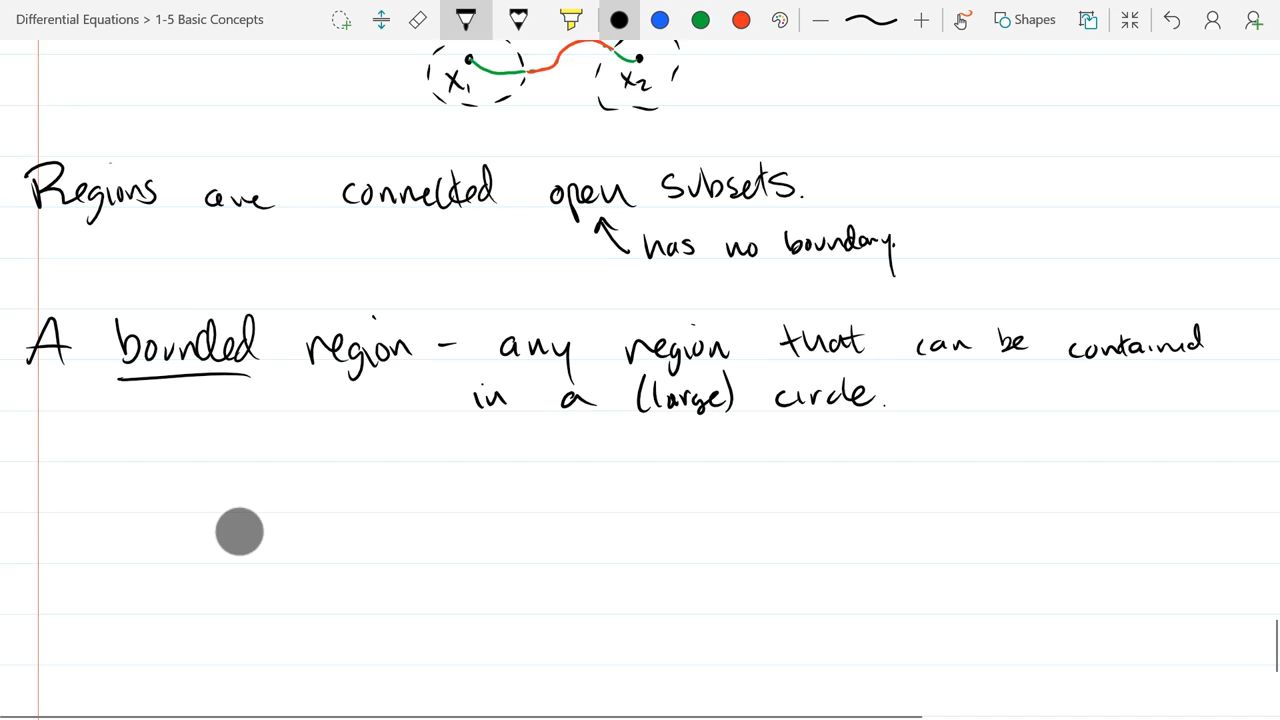 Differential Equations > 1-5 Basic Concepts
Shapes
x₁ x₂
Regions are connected open subsets.
has no boundary.
A bounded region - any region that can be contained
in a (large) circle.